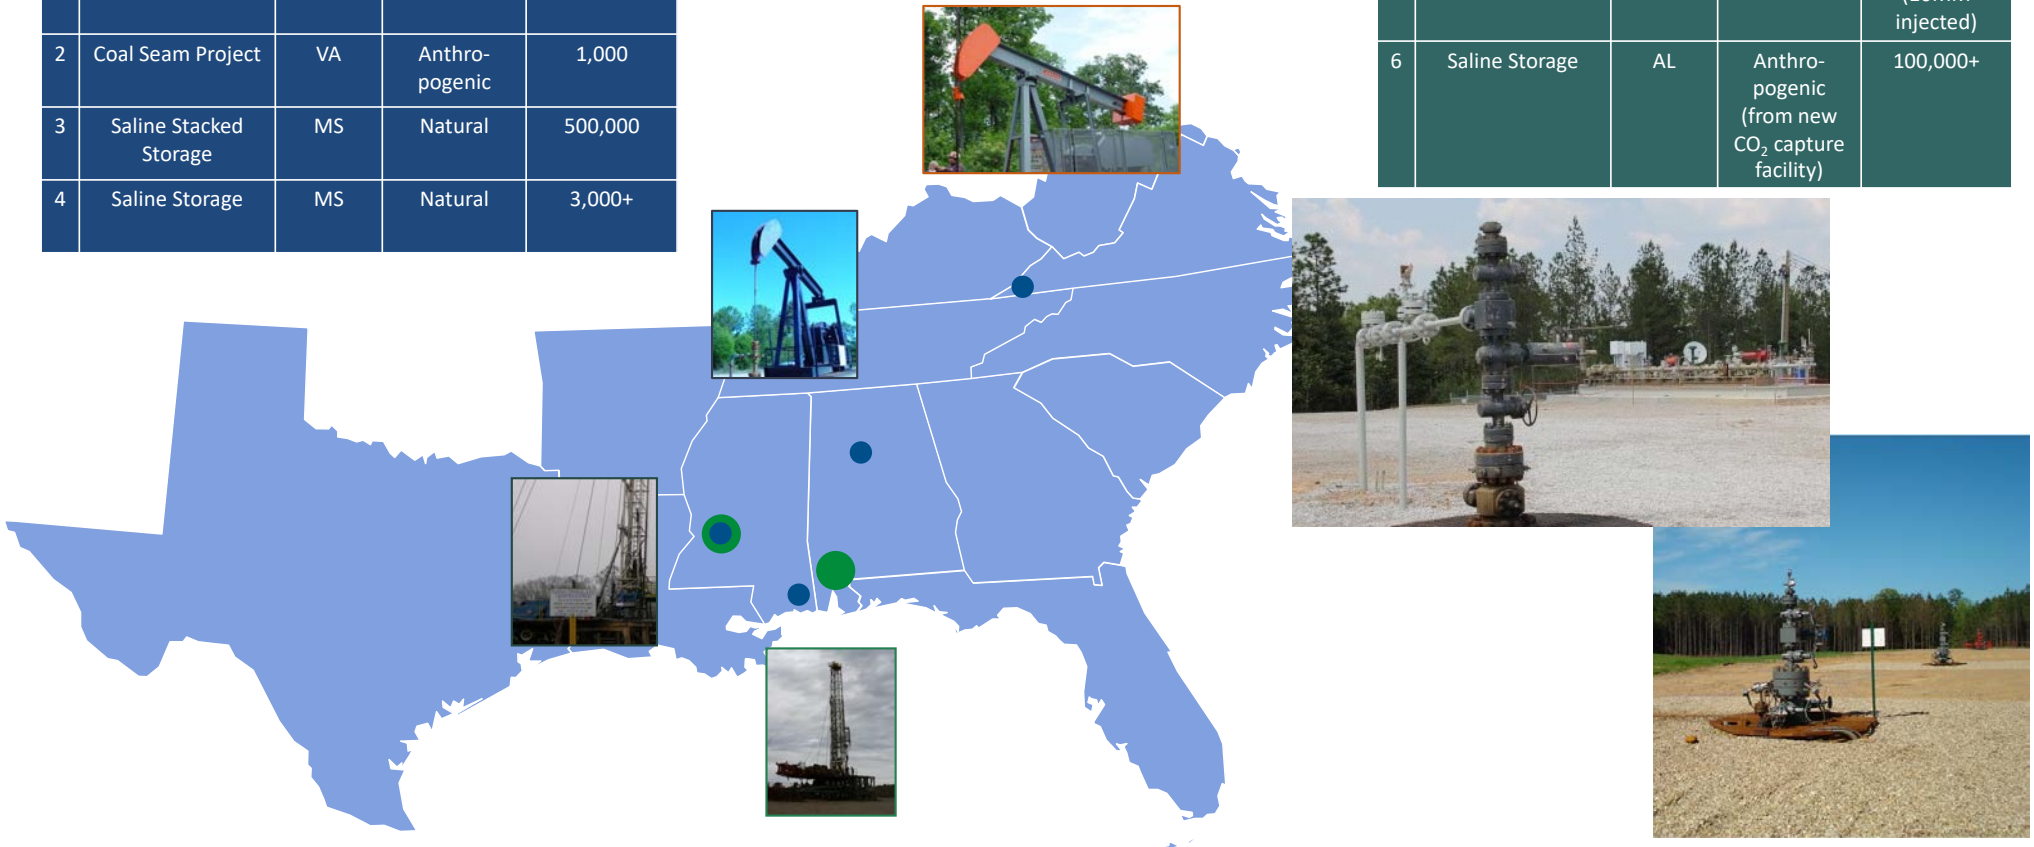 2 Coal Seam Project VA Anthro- 1,000
pogenic
3 Saline Stacked MS Natural 500,000
Storage
4 Saline Storage MS Natural 3,000+
injected)
6 Saline Storage AL Anthro- 100,000+
pogenic
(from new
CO₂ capture
facility)